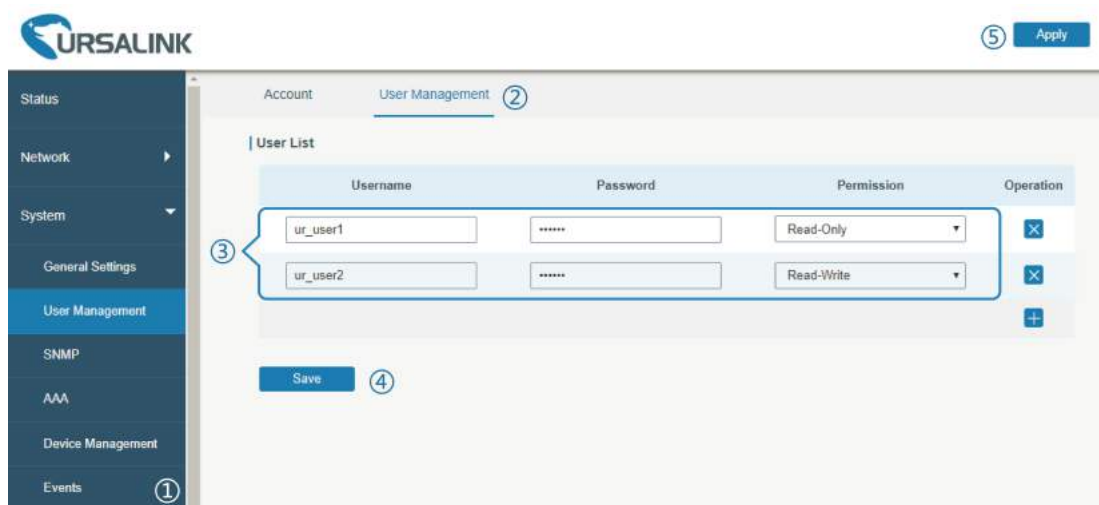 URSALINK
⑤ Apply
Status
Network
System
General Settings
User Management
SNMP
AAA
Device Management
Events ①
Account User Management ②
User List
Username Password Permission Operation
③
ur_user1 •••••• Read-Only
ur_user2 •••••• Read-Write
Save ④